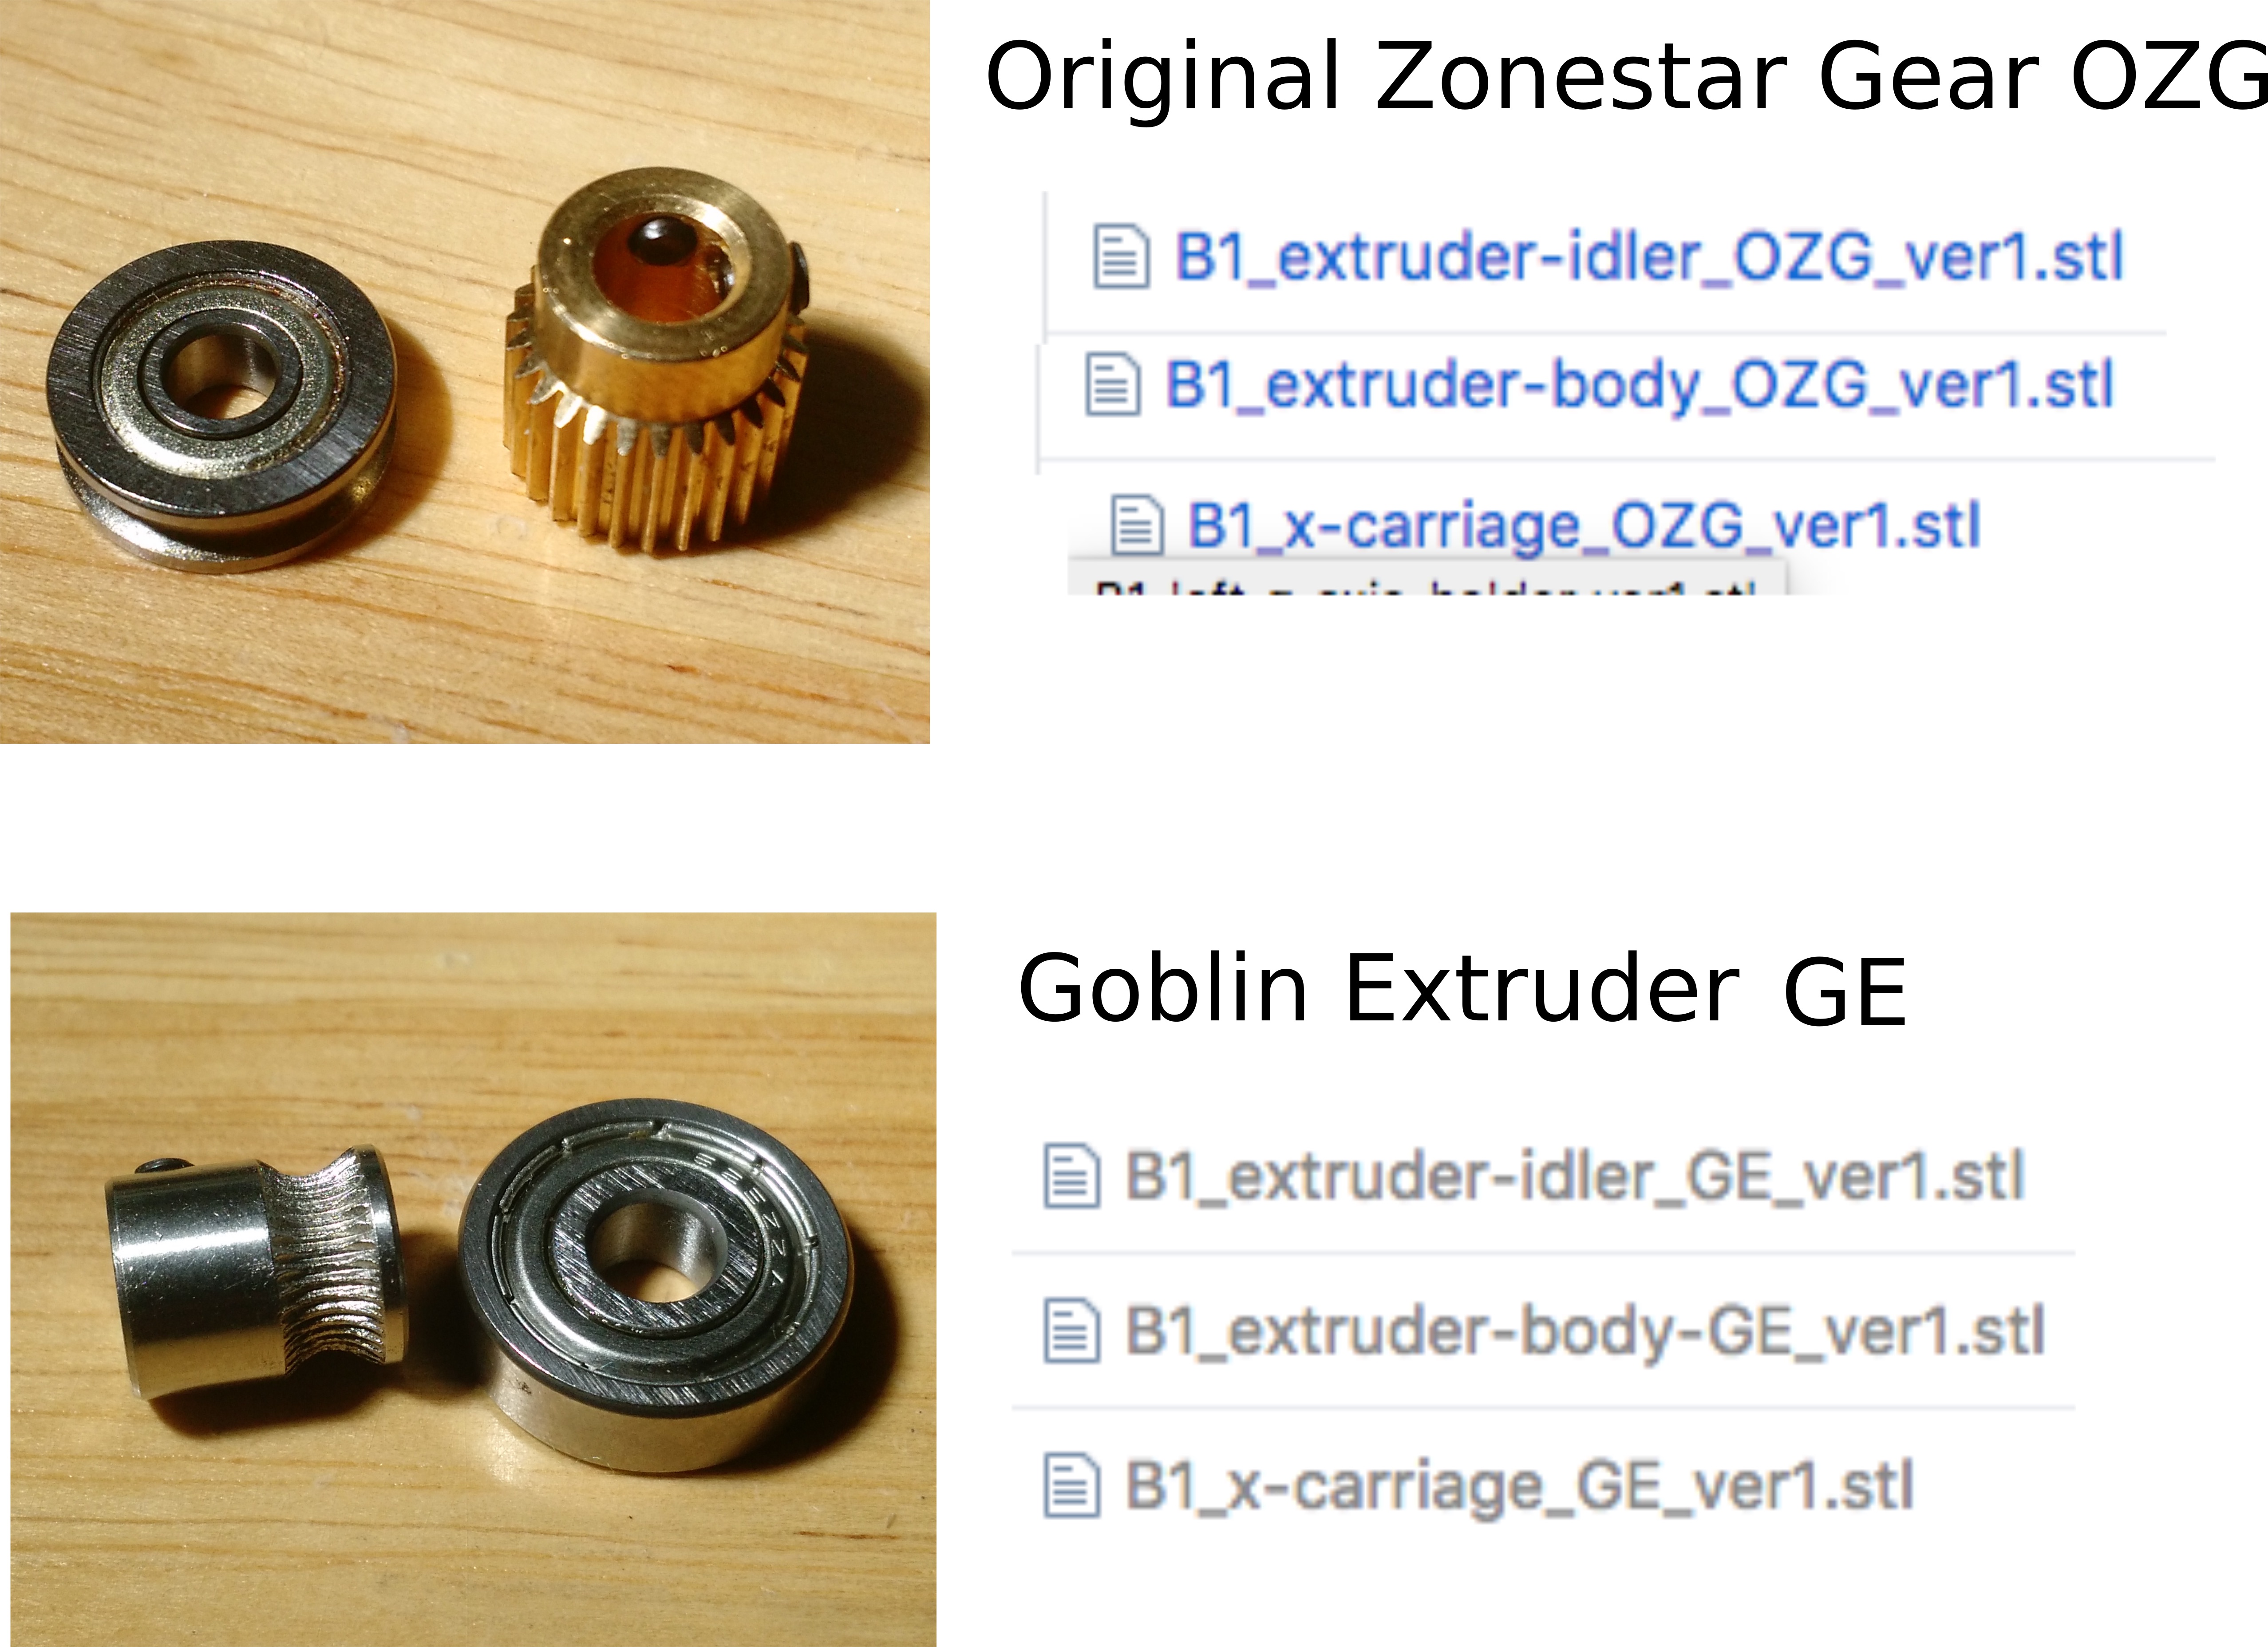 Original Zonestar Gear OZG
B1_extruder-idler_OZG_ver1.stl
B1_extruder-body_OZG_ver1.stl
B1_x-carriage_OZG_ver1.stl
Goblin Extruder GE
B1_extruder-idler_GE_ver1.stl
B1_extruder-body-GE_ver1.stl
B1_x-carriage_GE_ver1.stl